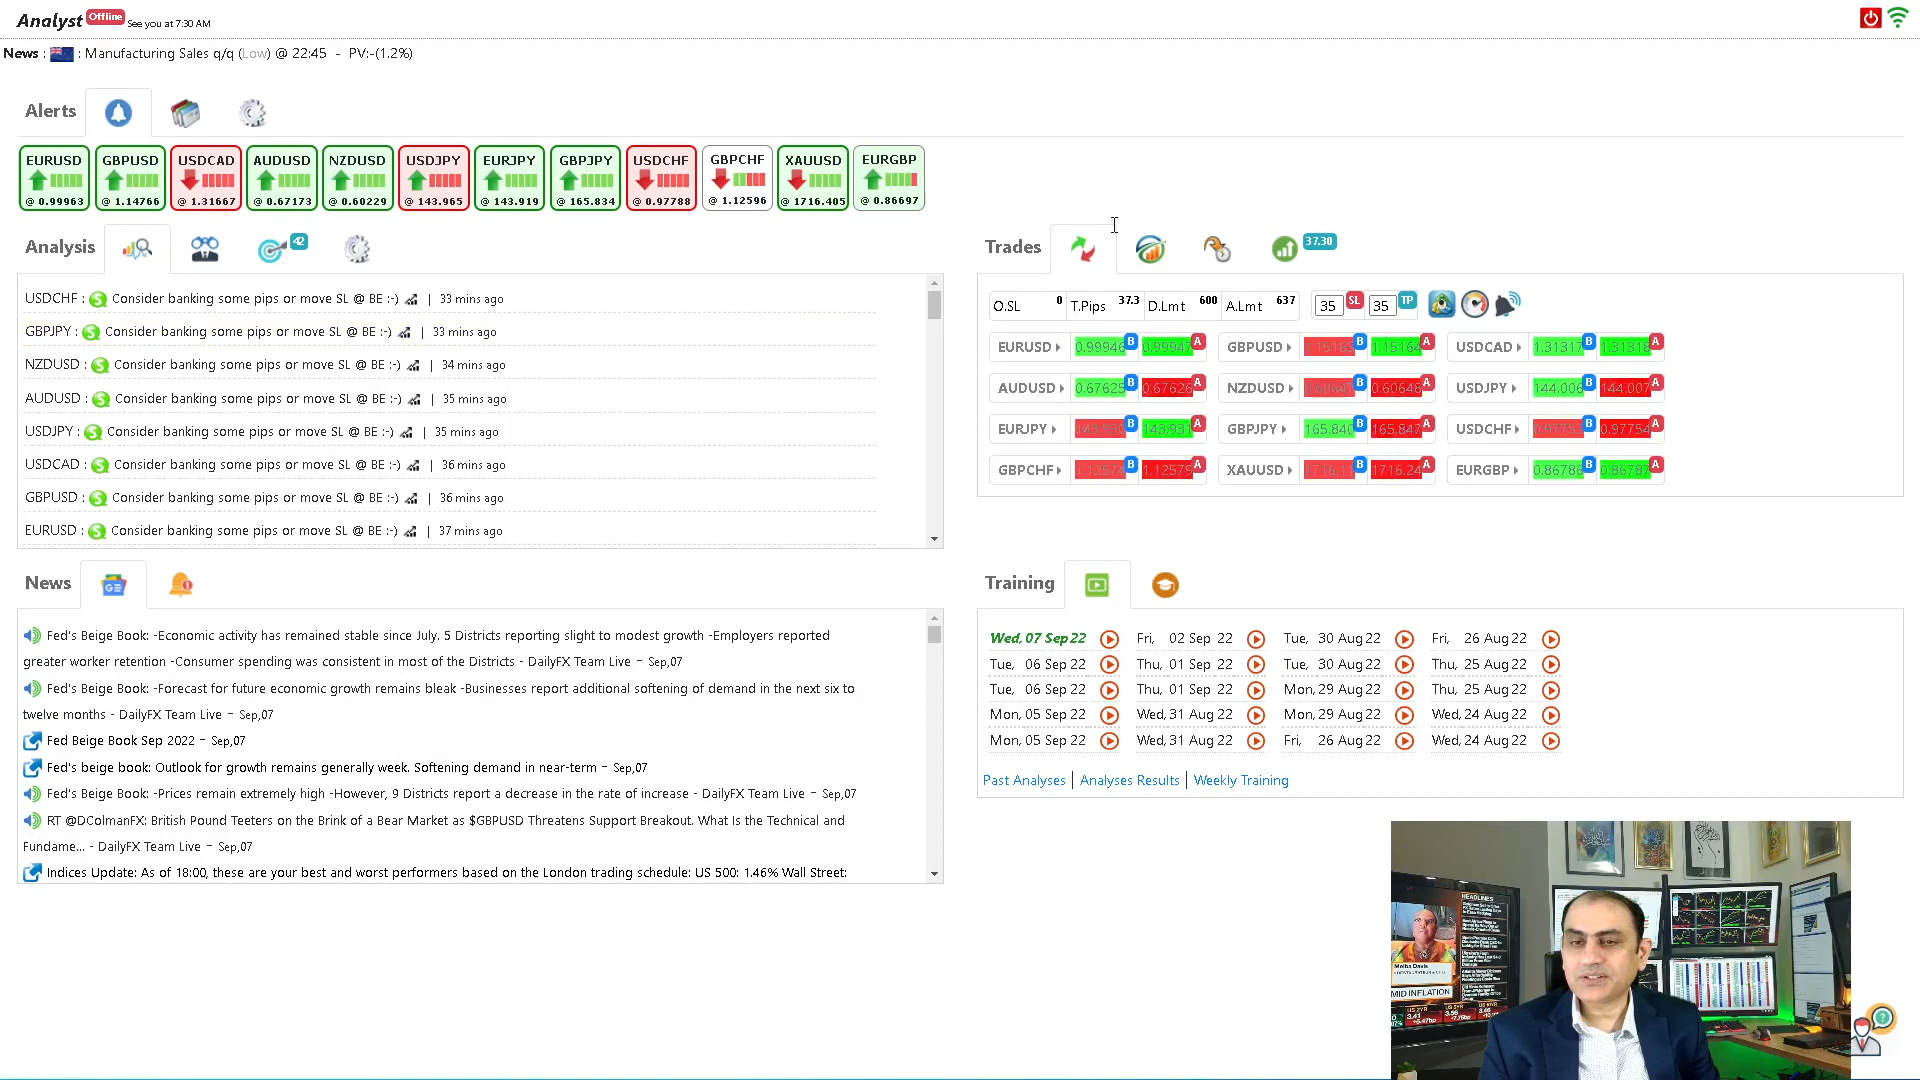 Analyst Offline See you at 7:30 AM
News : : Manufacturing Sales q/q (Low) @ 22:45 - PV:-(1.2%)
Alerts
EURUSD GBPUSD USDCAD AUDUSD NZDUSD USDJPY EURJPY GBPJPY USDCHF GBPCHF XAUUSD EURGBP
@ 0.99963 @ 1.14766 @ 1.31667 @ 0.67173 @ 0.60229 @ 143.965 @ 143.919 @ 165.834 @ 0.97788 @ 1.12596 @ 1716.405 @ 0.86697
Analysis 42
USDCHF : S Consider banking some pips or move SL @ BE :-) | 33 mins ago
GBPJPY : S Consider banking some pips or move SL @ BE :-) | 33 mins ago
NZDUSD : S Consider banking some pips or move SL @ BE :-) | 34 mins ago
AUDUSD : S Consider banking some pips or move SL @ BE :-) | 35 mins ago
USDJPY : S Consider banking some pips or move SL @ BE :-) | 35 mins ago
USDCAD : S Consider banking some pips or move SL @ BE :-) | 36 mins ago
GBPUSD : S Consider banking some pips or move SL @ BE :-) | 36 mins ago
EURUSD : S Consider banking some pips or move SL @ BE :-) | 37 mins ago
Trades 37.30
O.SL 0 T.Pips 37.3 D.Lmt 600 A.Lmt 637 35 SL 35 TP
EURUSD 0.99946 B 0.99947 A GBPUSD B 1.15164 A USDCAD 1.31317 B 1.31318 A
AUDUSD 0.67625 B 0.67626 A NZDUSD B 0.60648 A USDJPY 144.006 B 144.007 A
EURJPY B 143.931 A GBPJPY 165.840 B 165.847 A USDCHF B 0.97754 A
GBPCHF B 1.12579 A XAUUSD B 1716.24 A EURGBP 0.86786 B 0.86787 A
News
Fed's Beige Book: -Economic activity has remained stable since July. 5 Districts reporting slight to modest growth -Employers reported
greater worker retention -Consumer spending was consistent in most of the Districts - DailyFX Team Live - Sep,07
Fed's Beige Book: -Forecast for future economic growth remains bleak -Businesses report additional softening of demand in the next six to
twelve months - DailyFX Team Live - Sep,07
Fed Beige Book Sep 2022 - Sep,07
Fed's beige book: Outlook for growth remains generally week. Softening demand in near-term - Sep,07
Fed's Beige Book: -Prices remain extremely high -However, 9 Districts report a decrease in the rate of increase - DailyFX Team Live - Sep,07
RT @DColmanFX: British Pound Teeters on the Brink of a Bear Market as $GBPUSD Threatens Support Breakout. What Is the Technical and
Fundame... - DailyFX Team Live - Sep,07
Indices Update: As of 18:00, these are your best and worst performers based on the London trading schedule: US 500: 1.46% Wall Street:
Training
Wed, 07 Sep 22 Fri, 02 Sep 22 Tue, 30 Aug 22 Fri, 26 Aug 22
Tue, 06 Sep 22 Thu, 01 Sep 22 Tue, 30 Aug 22 Thu, 25 Aug 22
Tue, 06 Sep 22 Thu, 01 Sep 22 Mon, 29 Aug 22 Thu, 25 Aug 22
Mon, 05 Sep 22 Wed, 31 Aug 22 Mon, 29 Aug 22 Wed, 24 Aug 22
Mon, 05 Sep 22 Wed, 31 Aug 22 Fri, 26 Aug 22 Wed, 24 Aug 22
Past Analyses | Analyses Results | Weekly Training
HEADLINES
Melba Davis
MID INFLATION